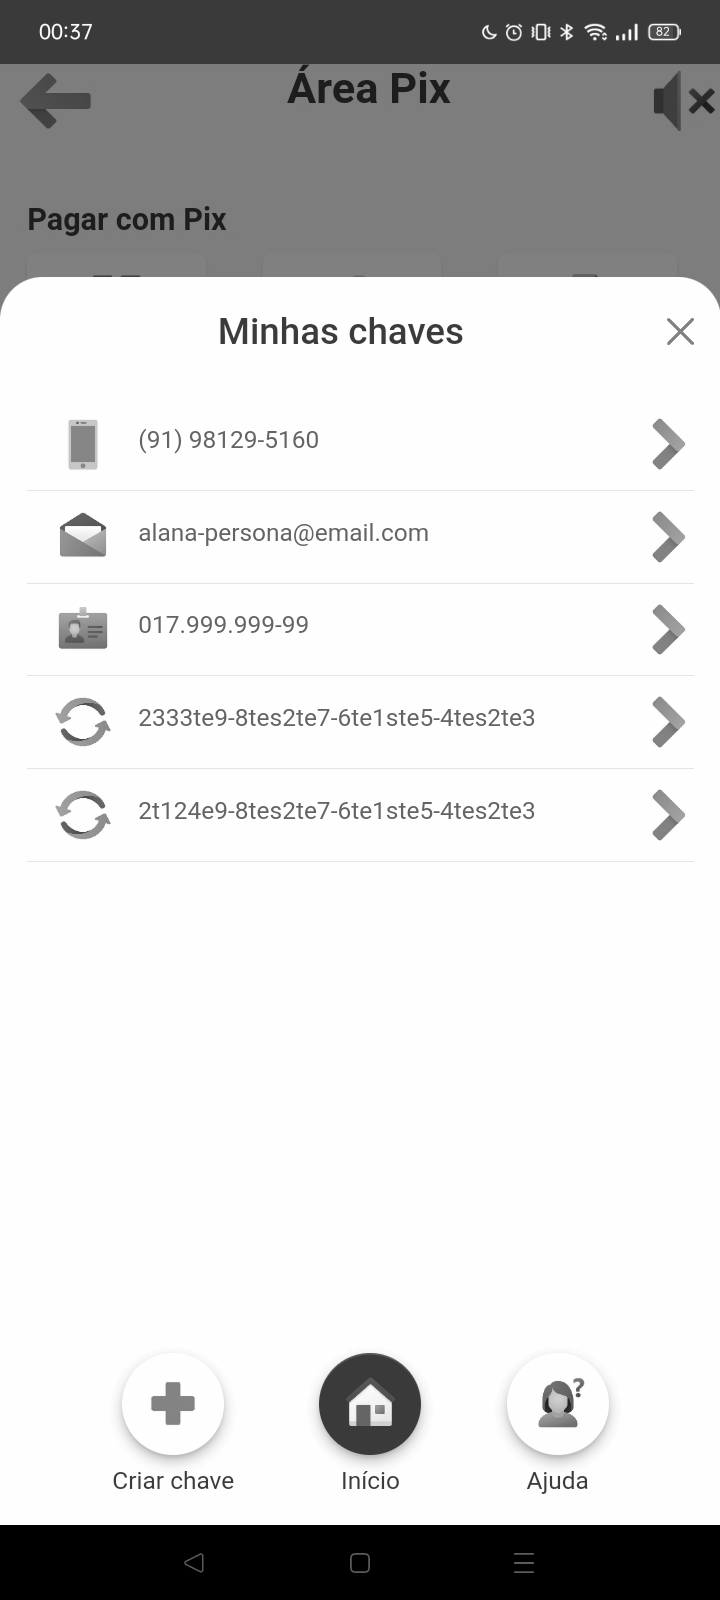 00:37
82
Área Pix
Pagar com Pix
Minhas chaves
(91) 98129-5160
alana-persona@email.com
017.999.999-99
2333te9-8tes2te7-6te1ste5-4tes2te3
2t124e9-8tes2te7-6te1ste5-4tes2te3
?
Criar chave
Início
Ajuda